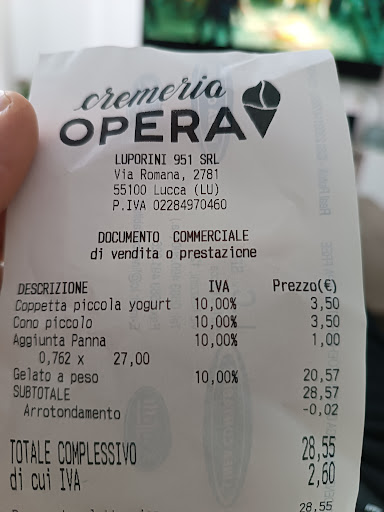 cremeria
OPERA
LUPORINI 951 SRL
Via Romana, 2781
55100 Lucca (LU)
P.IVA 02284970460
DOCUMENTO COMMERCIALE
di vendita o prestazione
DESCRIZIONE IVA Prezzo(€)
Coppetta piccola yogurt 10,00% 3,50
Cono piccolo 10,00% 3,50
Aggiunta Panna 10,00% 1,00
0,762 x 27,00
Gelato a peso 10,00% 20,57
SUBTOTALE 28,57
Arrotondamento -0,02
TOTALE COMPLESSIVO 28,55
di cui IVA 2,60
28,55